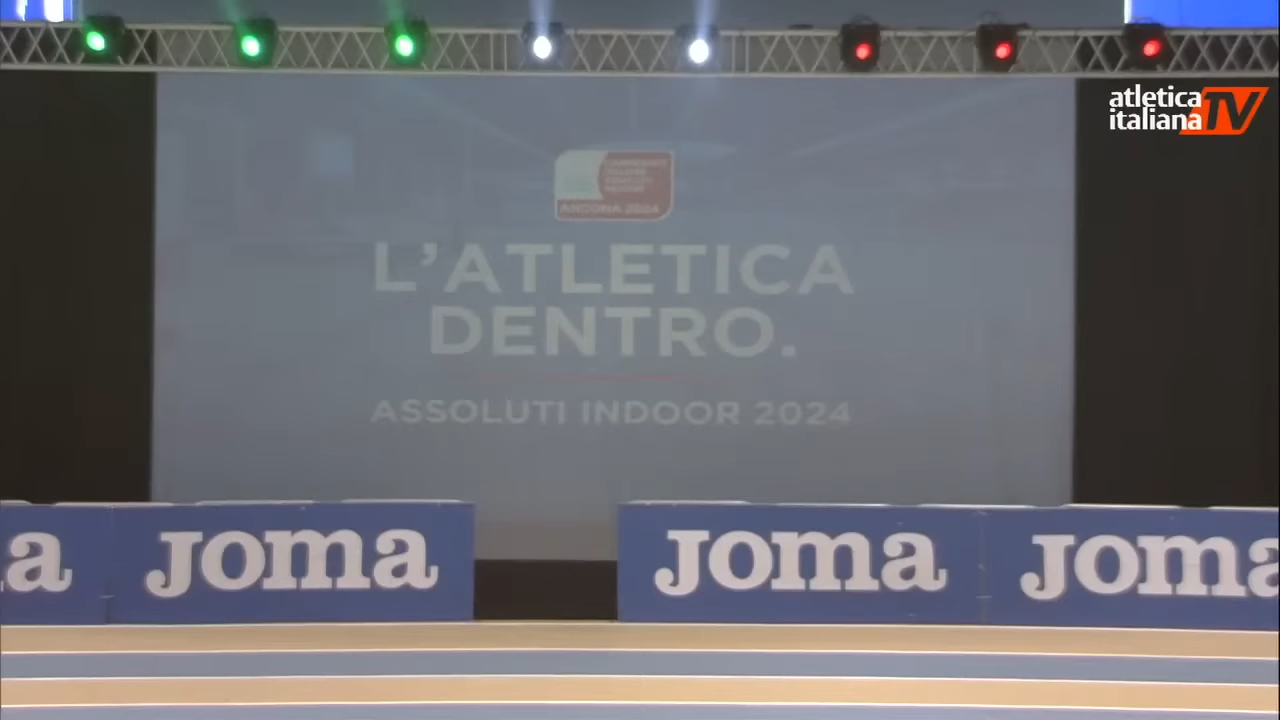 atletica
italiana TV
ANCONA 2024
L'ATLETICA
DENTRO.
ASSOLUTI INDOOR 2024
JOMA
JOMA
JOMA